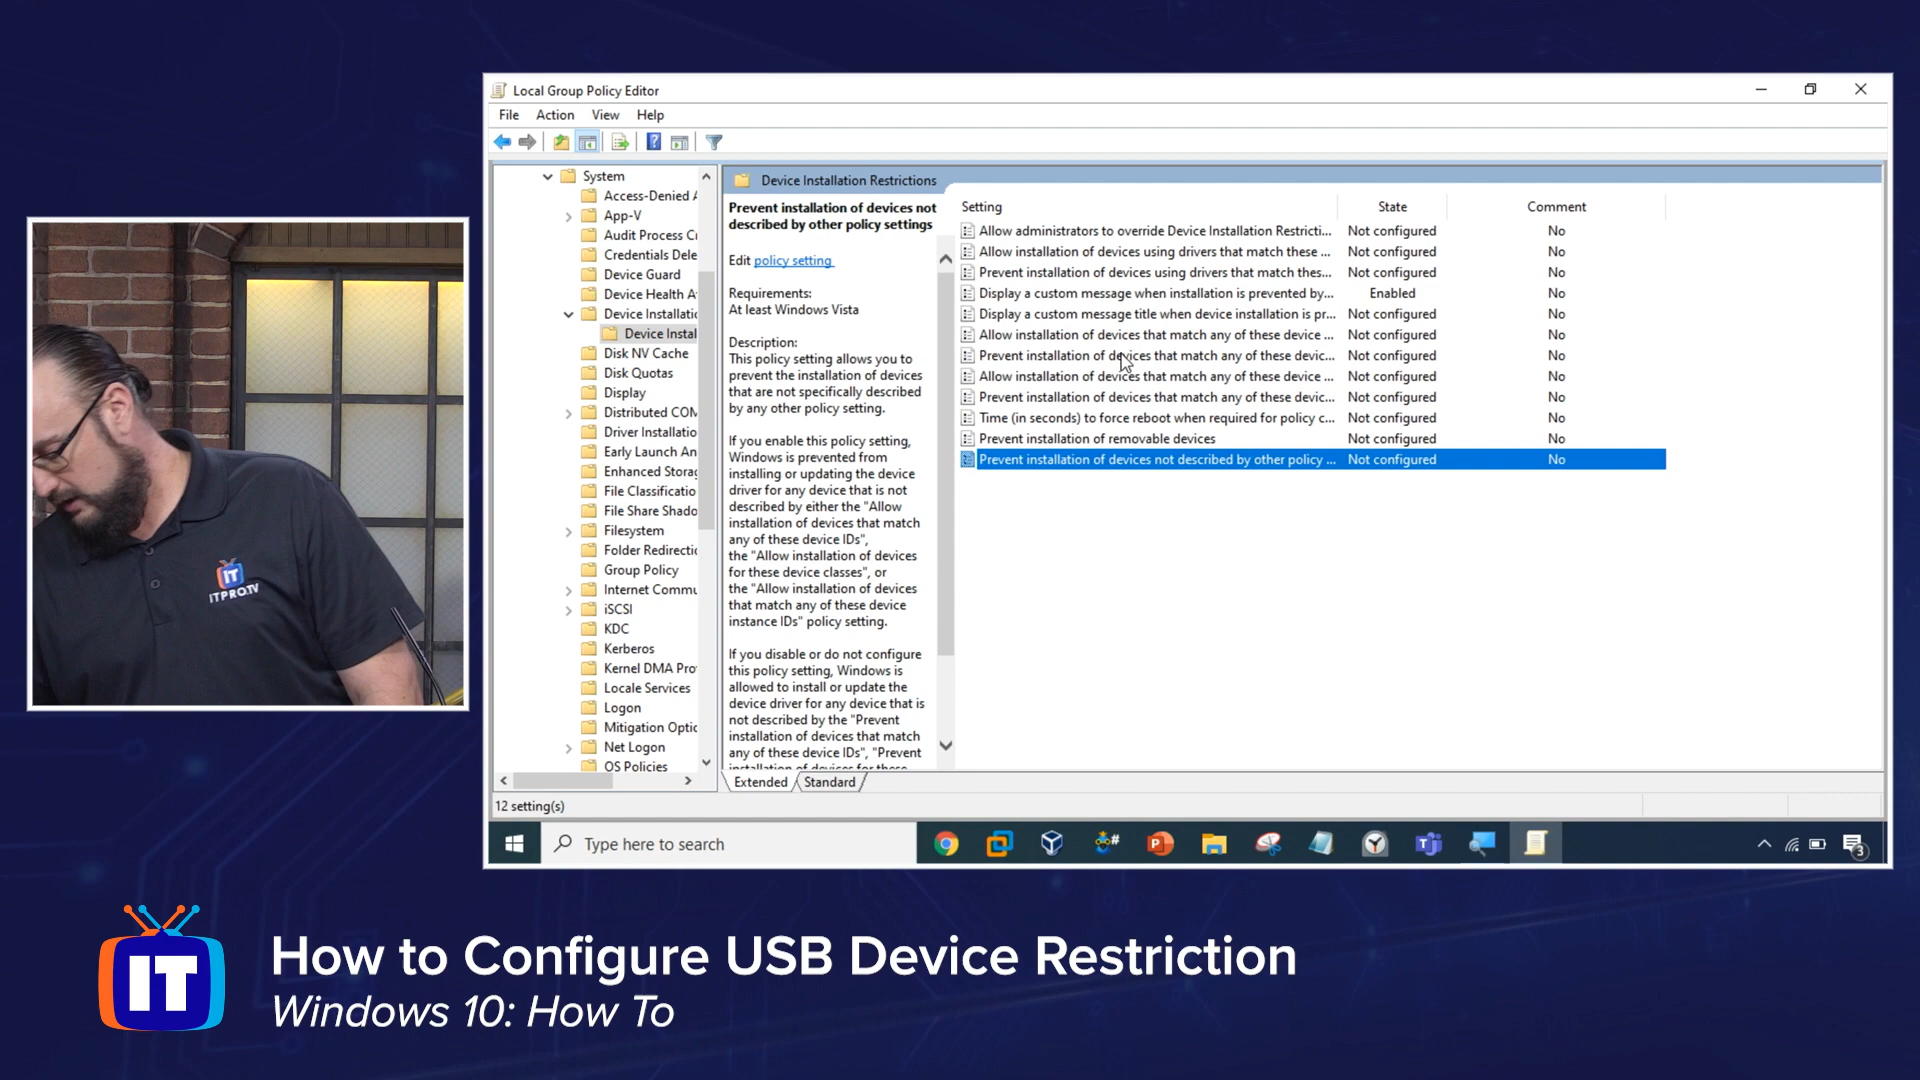 Local Group Policy Editor
File Action View Help
System
Access-Denied A
App-V
Audit Process Cr
Credentials Dele
Device Guard
Device Health A
Device Installatio
Device Instal
Disk NV Cache
Disk Quotas
Display
Distributed COM
Driver Installatio
Early Launch An
Enhanced Storag
File Classificatio
File Share Shado
Filesystem
Folder Redirectio
Group Policy
Internet Commu
iSCSI
KDC
Kerberos
Kernel DMA Pro
Locale Services
Logon
Mitigation Optic
Net Logon
OS Policies
Device Installation Restrictions
Prevent installation of devices not
described by other policy settings
Edit policy setting
Requirements:
At least Windows Vista
Description:
This policy setting allows you to
prevent the installation of devices
that are not specifically described
by any other policy setting.
If you enable this policy setting,
Windows is prevented from
installing or updating the device
driver for any device that is not
described by either the "Allow
installation of devices that match
any of these device IDs",
the "Allow installation of devices
for these device classes", or
the "Allow installation of devices
that match any of these device
instance IDs" policy setting.
If you disable or do not configure
this policy setting, Windows is
allowed to install or update the
device driver for any device that is
not described by the "Prevent
installation of devices that match
any of these device IDs", "Prevent
installation of devices for these
Setting State Comment
Allow administrators to override Device Installation Restricti... Not configured No
Allow installation of devices using drivers that match these ... Not configured No
Prevent installation of devices using drivers that match thes... Not configured No
Display a custom message when installation is prevented by... Enabled No
Display a custom message title when device installation is pr... Not configured No
Allow installation of devices that match any of these device ... Not configured No
Prevent installation of devices that match any of these devic... Not configured No
Allow installation of devices that match any of these device ... Not configured No
Prevent installation of devices that match any of these devic... Not configured No
Time (in seconds) to force reboot when required for policy c... Not configured No
Prevent installation of removable devices Not configured No
Prevent installation of devices not described by other policy ... Not configured No
Extended Standard
12 setting(s)
Type here to search
3
IT
ITPRO.TV
IT
How to Configure USB Device Restriction
Windows 10: How To